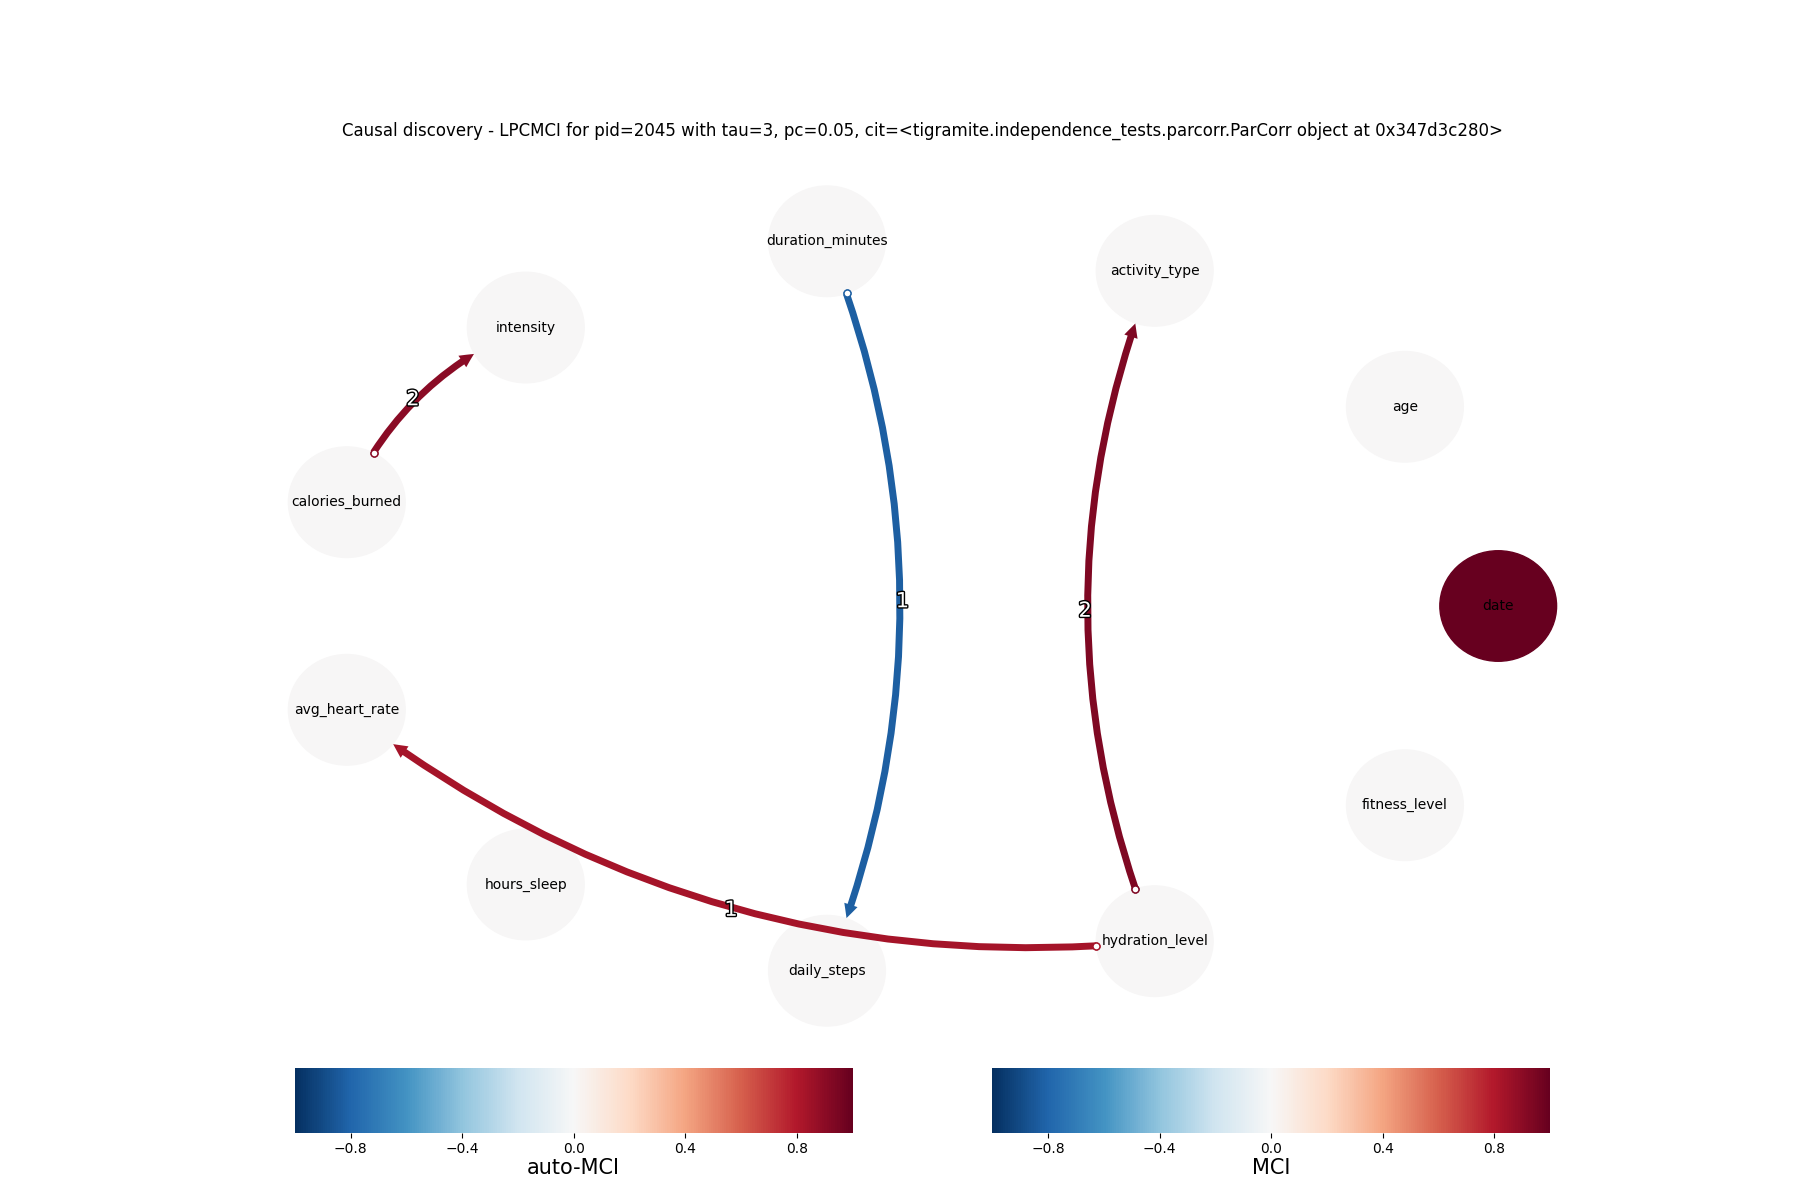 Causal discovery - LPCMCI for pid=2045 with tau=3, pc=0.05, cit=<tigramite.independence_tests.parcorr.ParCorr object at 0x347d3c280>
duration_minutes
activity_type
intensity
2
age
calories_burned
1
2
date
avg_heart_rate
fitness_level
hours_sleep
1
hydration_level
daily_steps
−0.8 −0.4 0.0 0.4 0.8
auto-MCI
−0.8 −0.4 0.0 0.4 0.8
MCI